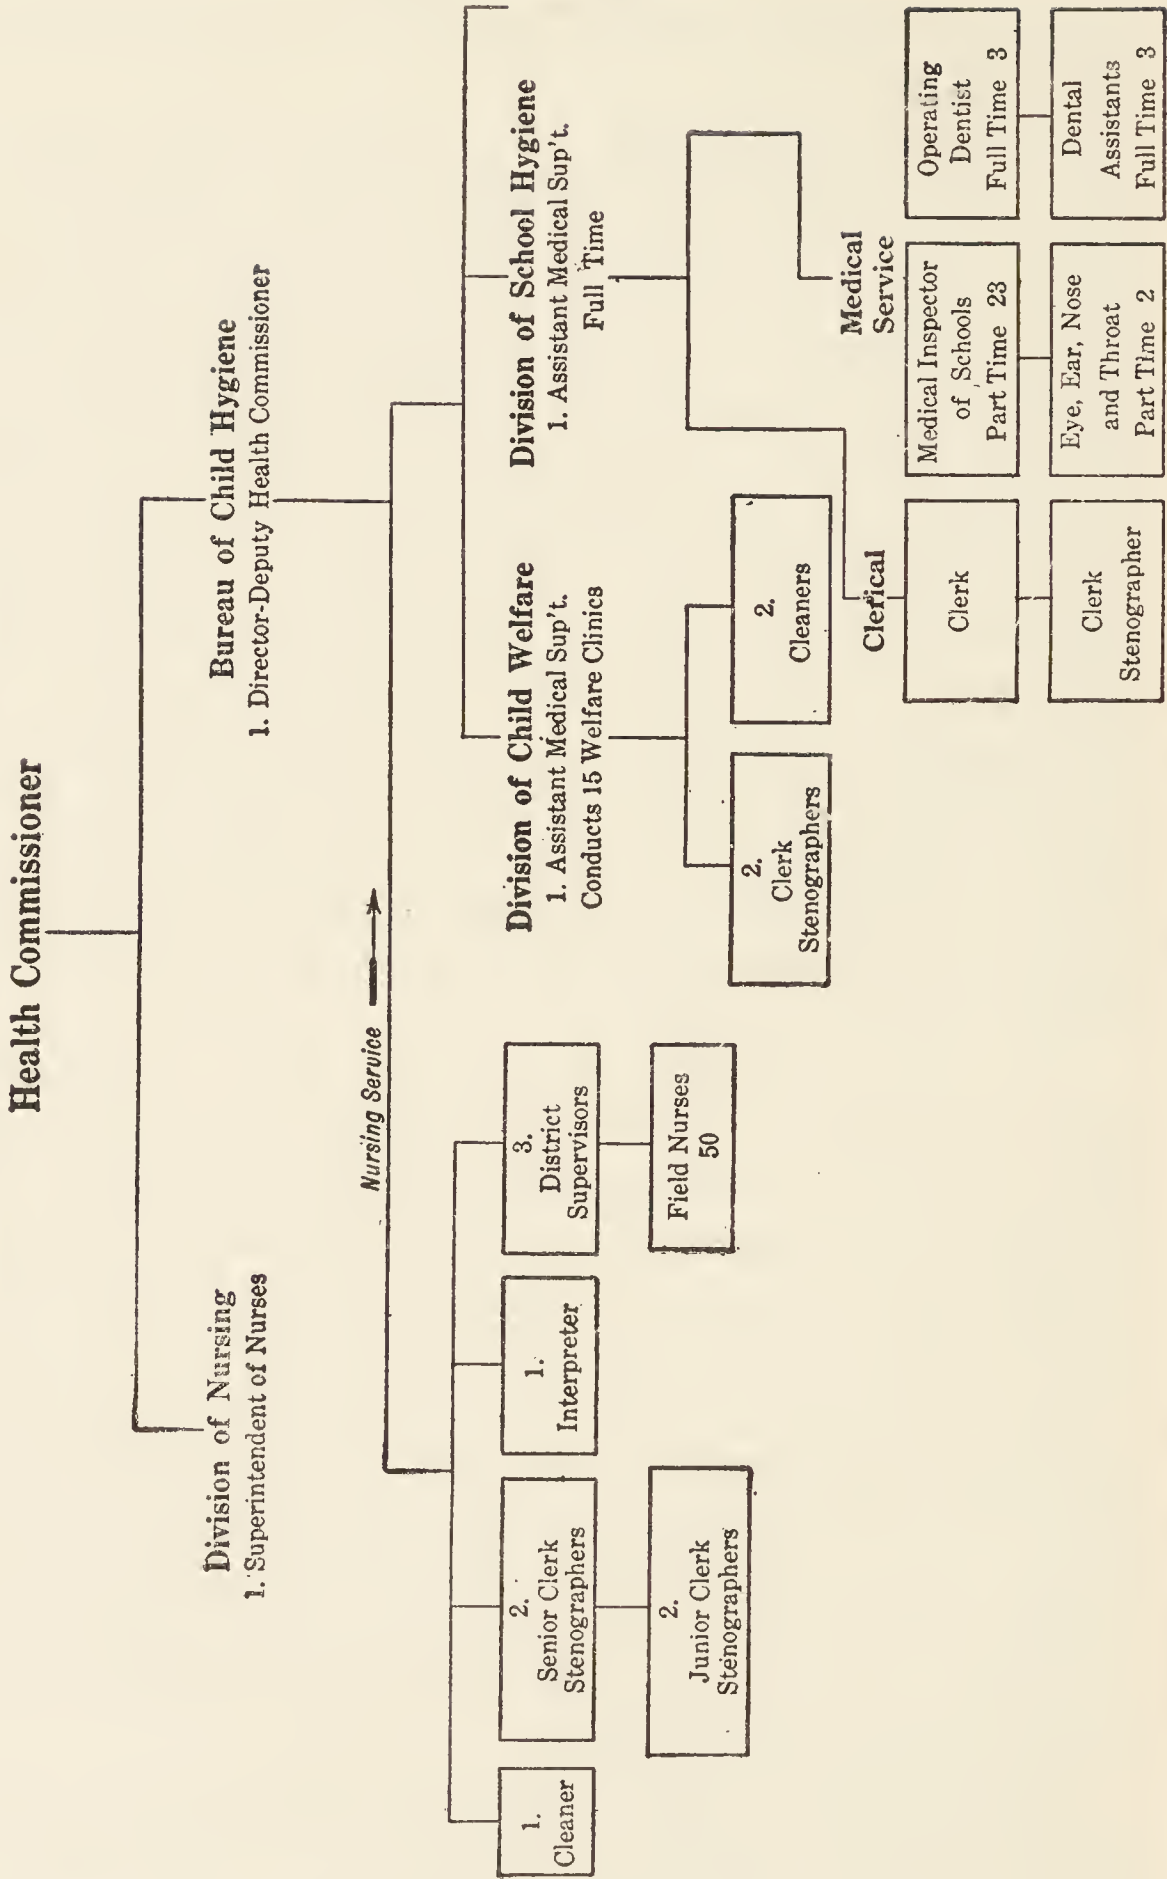 Health Commissioner
Division of Nursing
1. Superintendent of Nurses
Bureau of Child Hygiene
1. Director-Deputy Health Commissioner
Nursing Service
1.
Cleaner
2.
Senior Clerk
Stenographers
2.
Junior Clerk
Stenographers
1.
Interpreter
3.
District
Supervisors
Field Nurses
50
Division of Child Welfare
1. Assistant Medical Sup't.
Conducts 15 Welfare Clinics
2.
Clerk
Stenographers
2.
Cleaners
Division of School Hygiene
1. Assistant Medical Sup't.
Full Time
Clerical
Clerk
Clerk
Stenographer
Medical
Service
Medical Inspector
of Schools
Part Time 23
Eye, Ear, Nose
and Throat
Part Time 2
Operating
Dentist
Full Time 3
Dental
Assistants
Full Time 3